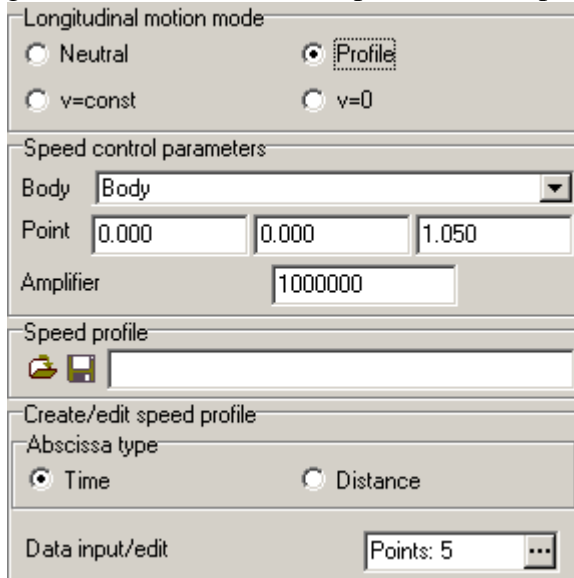 Longitudinal motion mode
Neutral Profile
v=const v=0
Speed control parameters
Body Body
Point 0.000 0.000 1.050
Amplifier 1000000
Speed profile
Create/edit speed profile
Abscissa type
Time Distance
Data input/edit Points: 5 ...